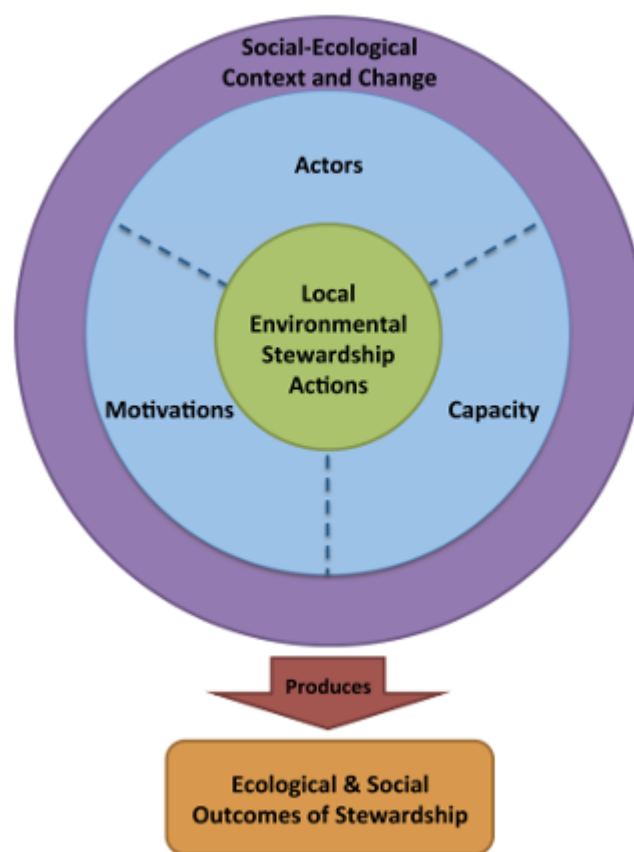 Social-Ecological
Context and Change
Actors
Local
Environmental
Stewardship
Actions
Motivations
Capacity
Produces
Ecological & Social
Outcomes of Stewardship